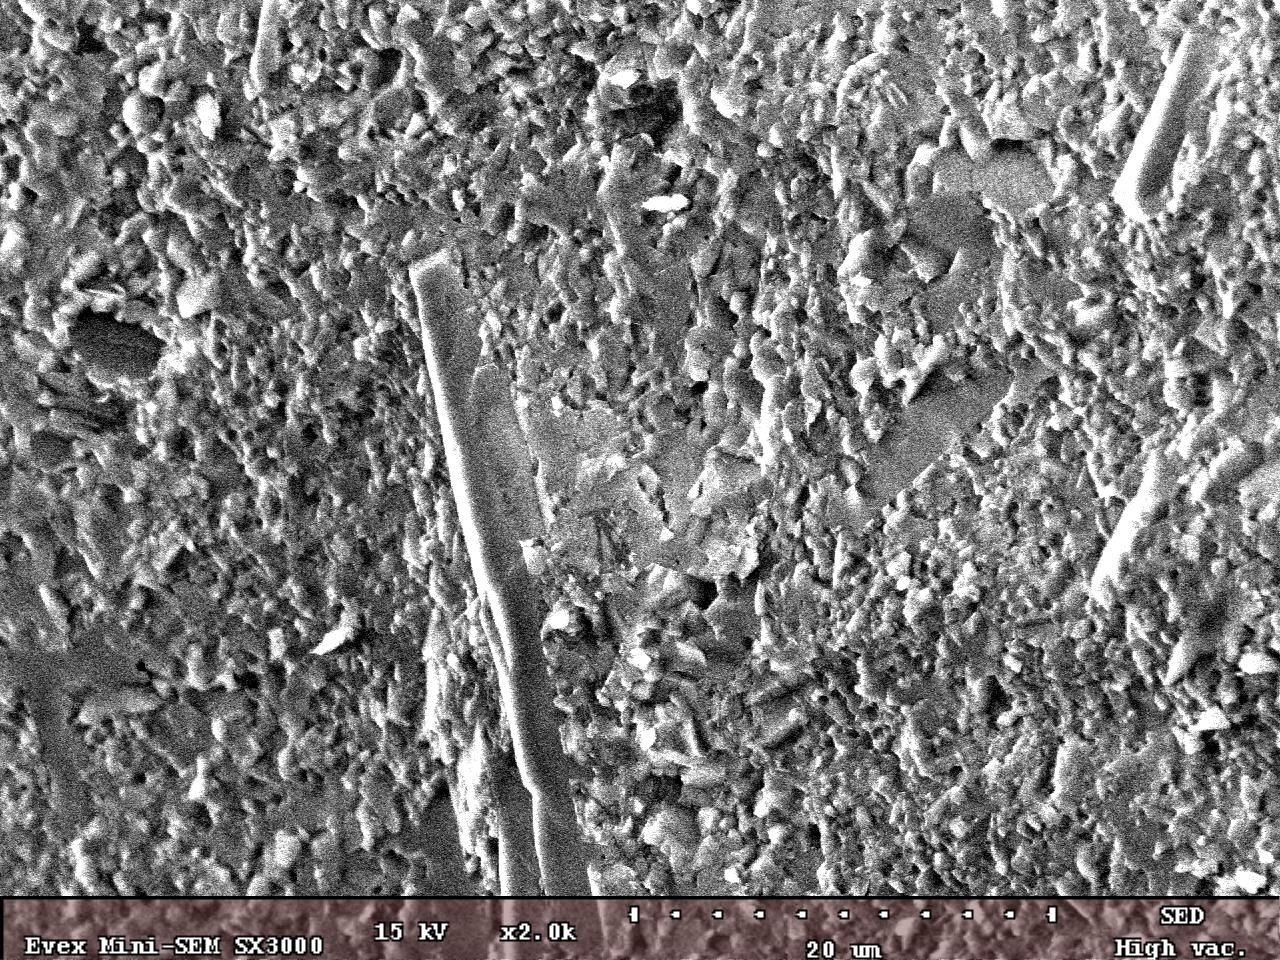 15 kV x2.0k SED
Evex Mini-SEM SX3000 20 um High vac.